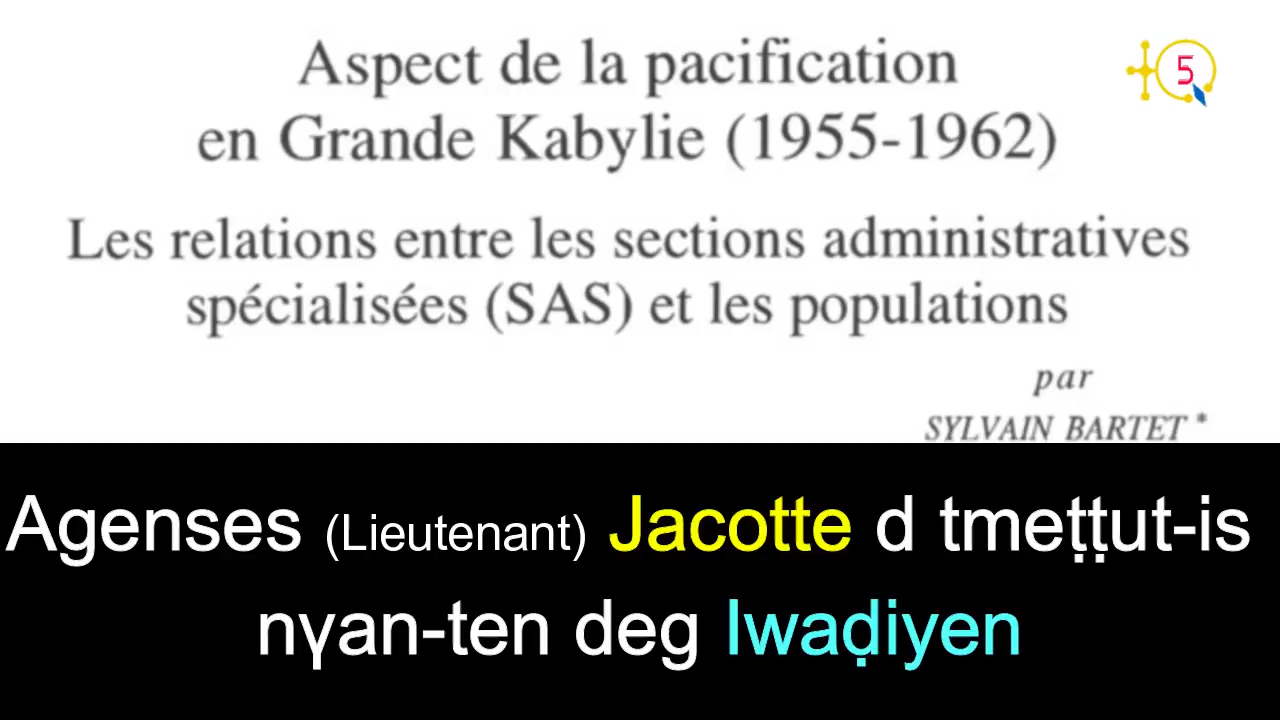 Aspect de la pacification
en Grande Kabylie (1955-1962)
Les relations entre les sections administratives
spécialisées (SAS) et les populations
par
SYLVAIN BARTET *
5
Agenses (Lieutenant) Jacotte d tmeṭṭut-is
nɣan-ten deg Iwaḍiyen